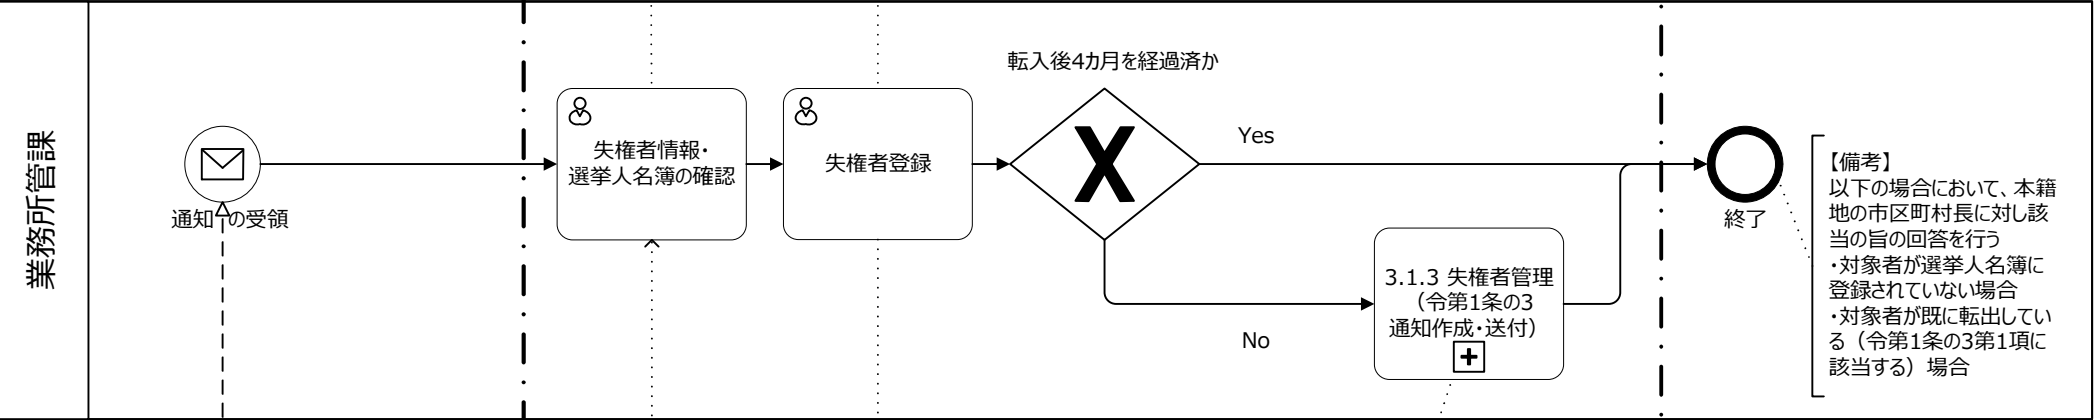 業務所管課
通知 の受領
失権者情報・
選挙人名簿の確認
失権者登録
転入後4カ月を経過済か
X
Yes
No
3.1.3 失権者管理
（令第1条の3
通知作成・送付）
終了
【備考】
以下の場合において、本籍
地の市区町村長に対し該
当の旨の回答を行う
・対象者が選挙人名簿に
登録されていない場合
・対象者が既に転出してい
る（令第1条の3第1項に
該当する）場合